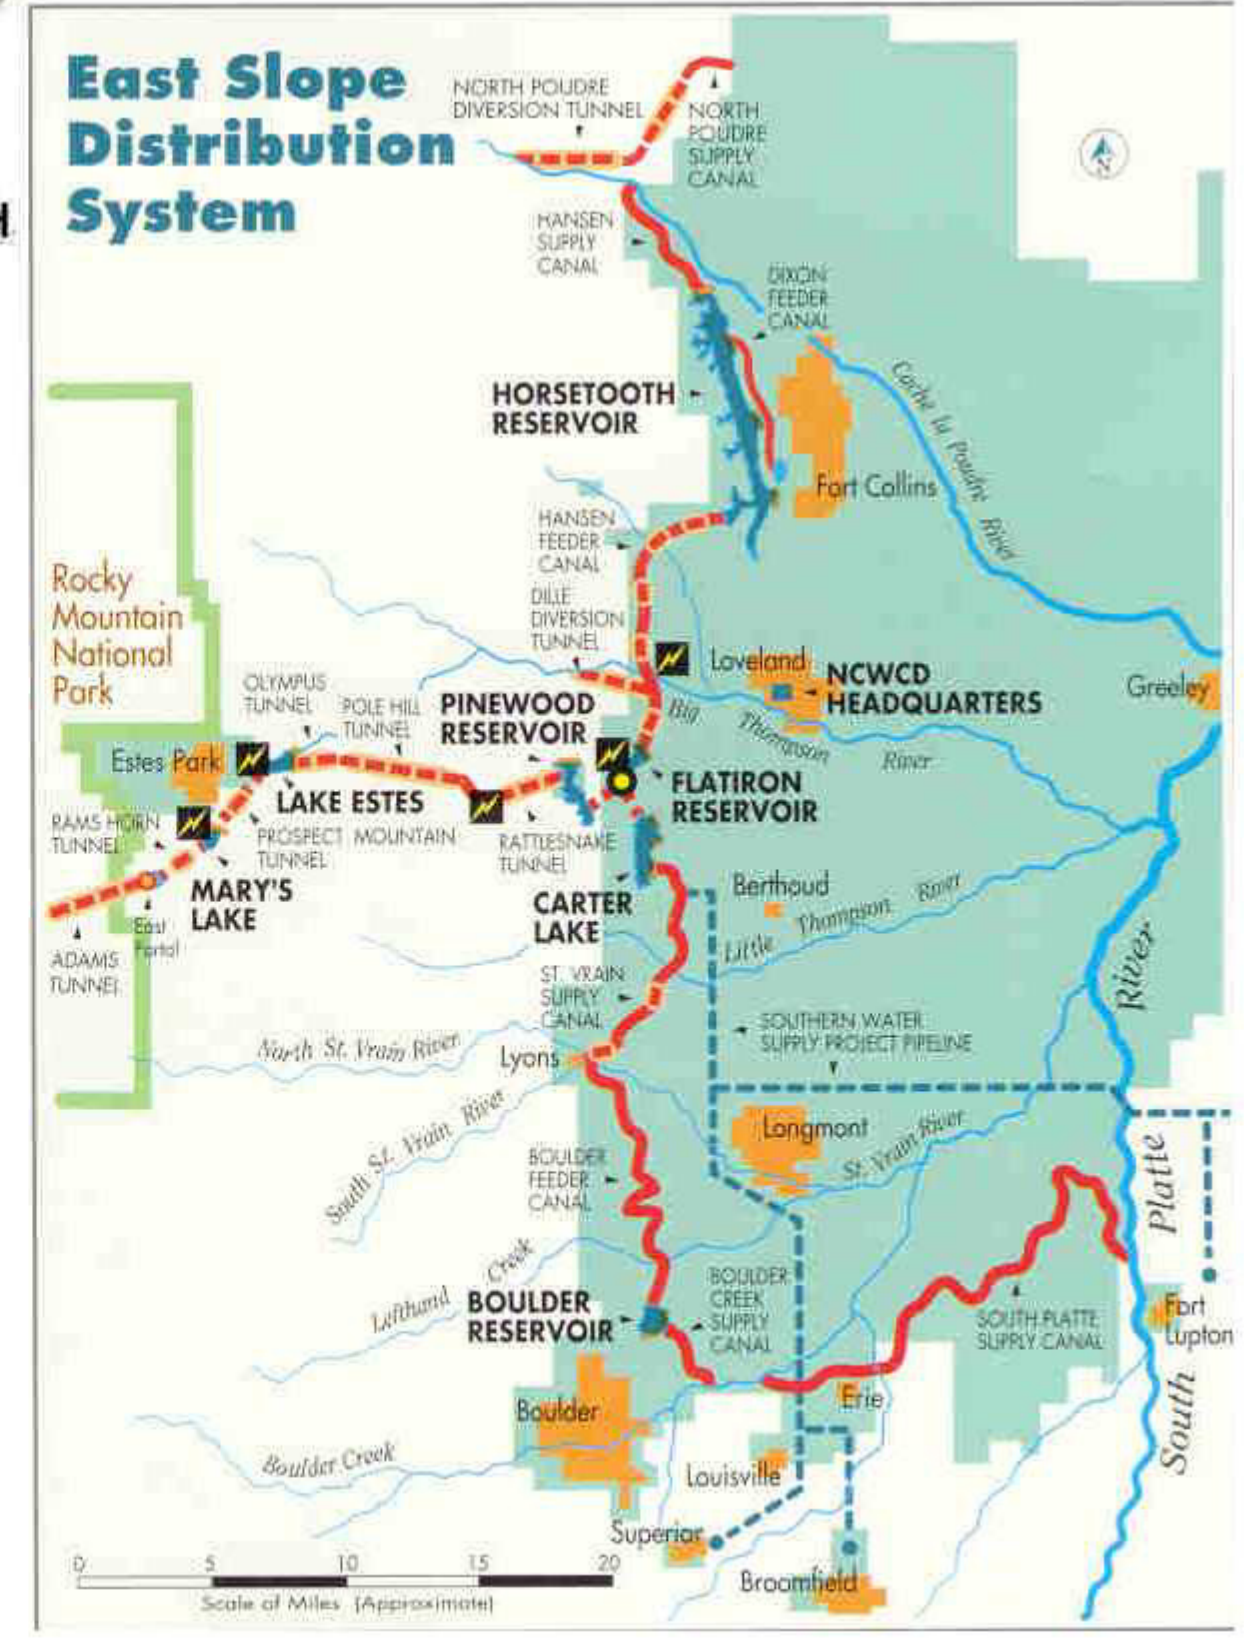 East Slope
Distribution
System
NORTH POUDRE
DIVERSION TUNNEL
NORTH
POUDRE
SUPPLY
CANAL
N
HANSEN
SUPPLY
CANAL
DIXON
FEEDER
CANAL
HORSETOOTH
RESERVOIR
Cache la Poudre River
Fort Collins
HANSEN
FEEDER
CANAL
DILLE
DIVERSION
TUNNEL
Rocky
Mountain
National
Park
Loveland
NCWCD
HEADQUARTERS
Greeley
OLYMPUS
TUNNEL
POLE HILL
TUNNEL
PINEWOOD
RESERVOIR
Big Thompson River
Estes Park
LAKE ESTES
FLATIRON
RESERVOIR
RAMS HORN
TUNNEL
PROSPECT MOUNTAIN
TUNNEL
RATTLESNAKE
TUNNEL
MARY'S
LAKE
East
Portal
ADAMS
TUNNEL
CARTER
LAKE
Berthoud
Little Thompson River
ST. VRAIN
SUPPLY
CANAL
SOUTHERN WATER
SUPPLY PROJECT PIPELINE
North St. Vrain River
Lyons
South St. Vrain River
Longmont
St. Vrain River
BOULDER
FEEDER
CANAL
Lefthand Creek
BOULDER
RESERVOIR
BOULDER
CREEK
SUPPLY
CANAL
SOUTH PLATTE
SUPPLY CANAL
Fort
Lupton
South Platte River
Boulder
Erie
Boulder Creek
Louisville
Superior
Broomfield
0 5 10 15 20
Scale of Miles (Approximate)